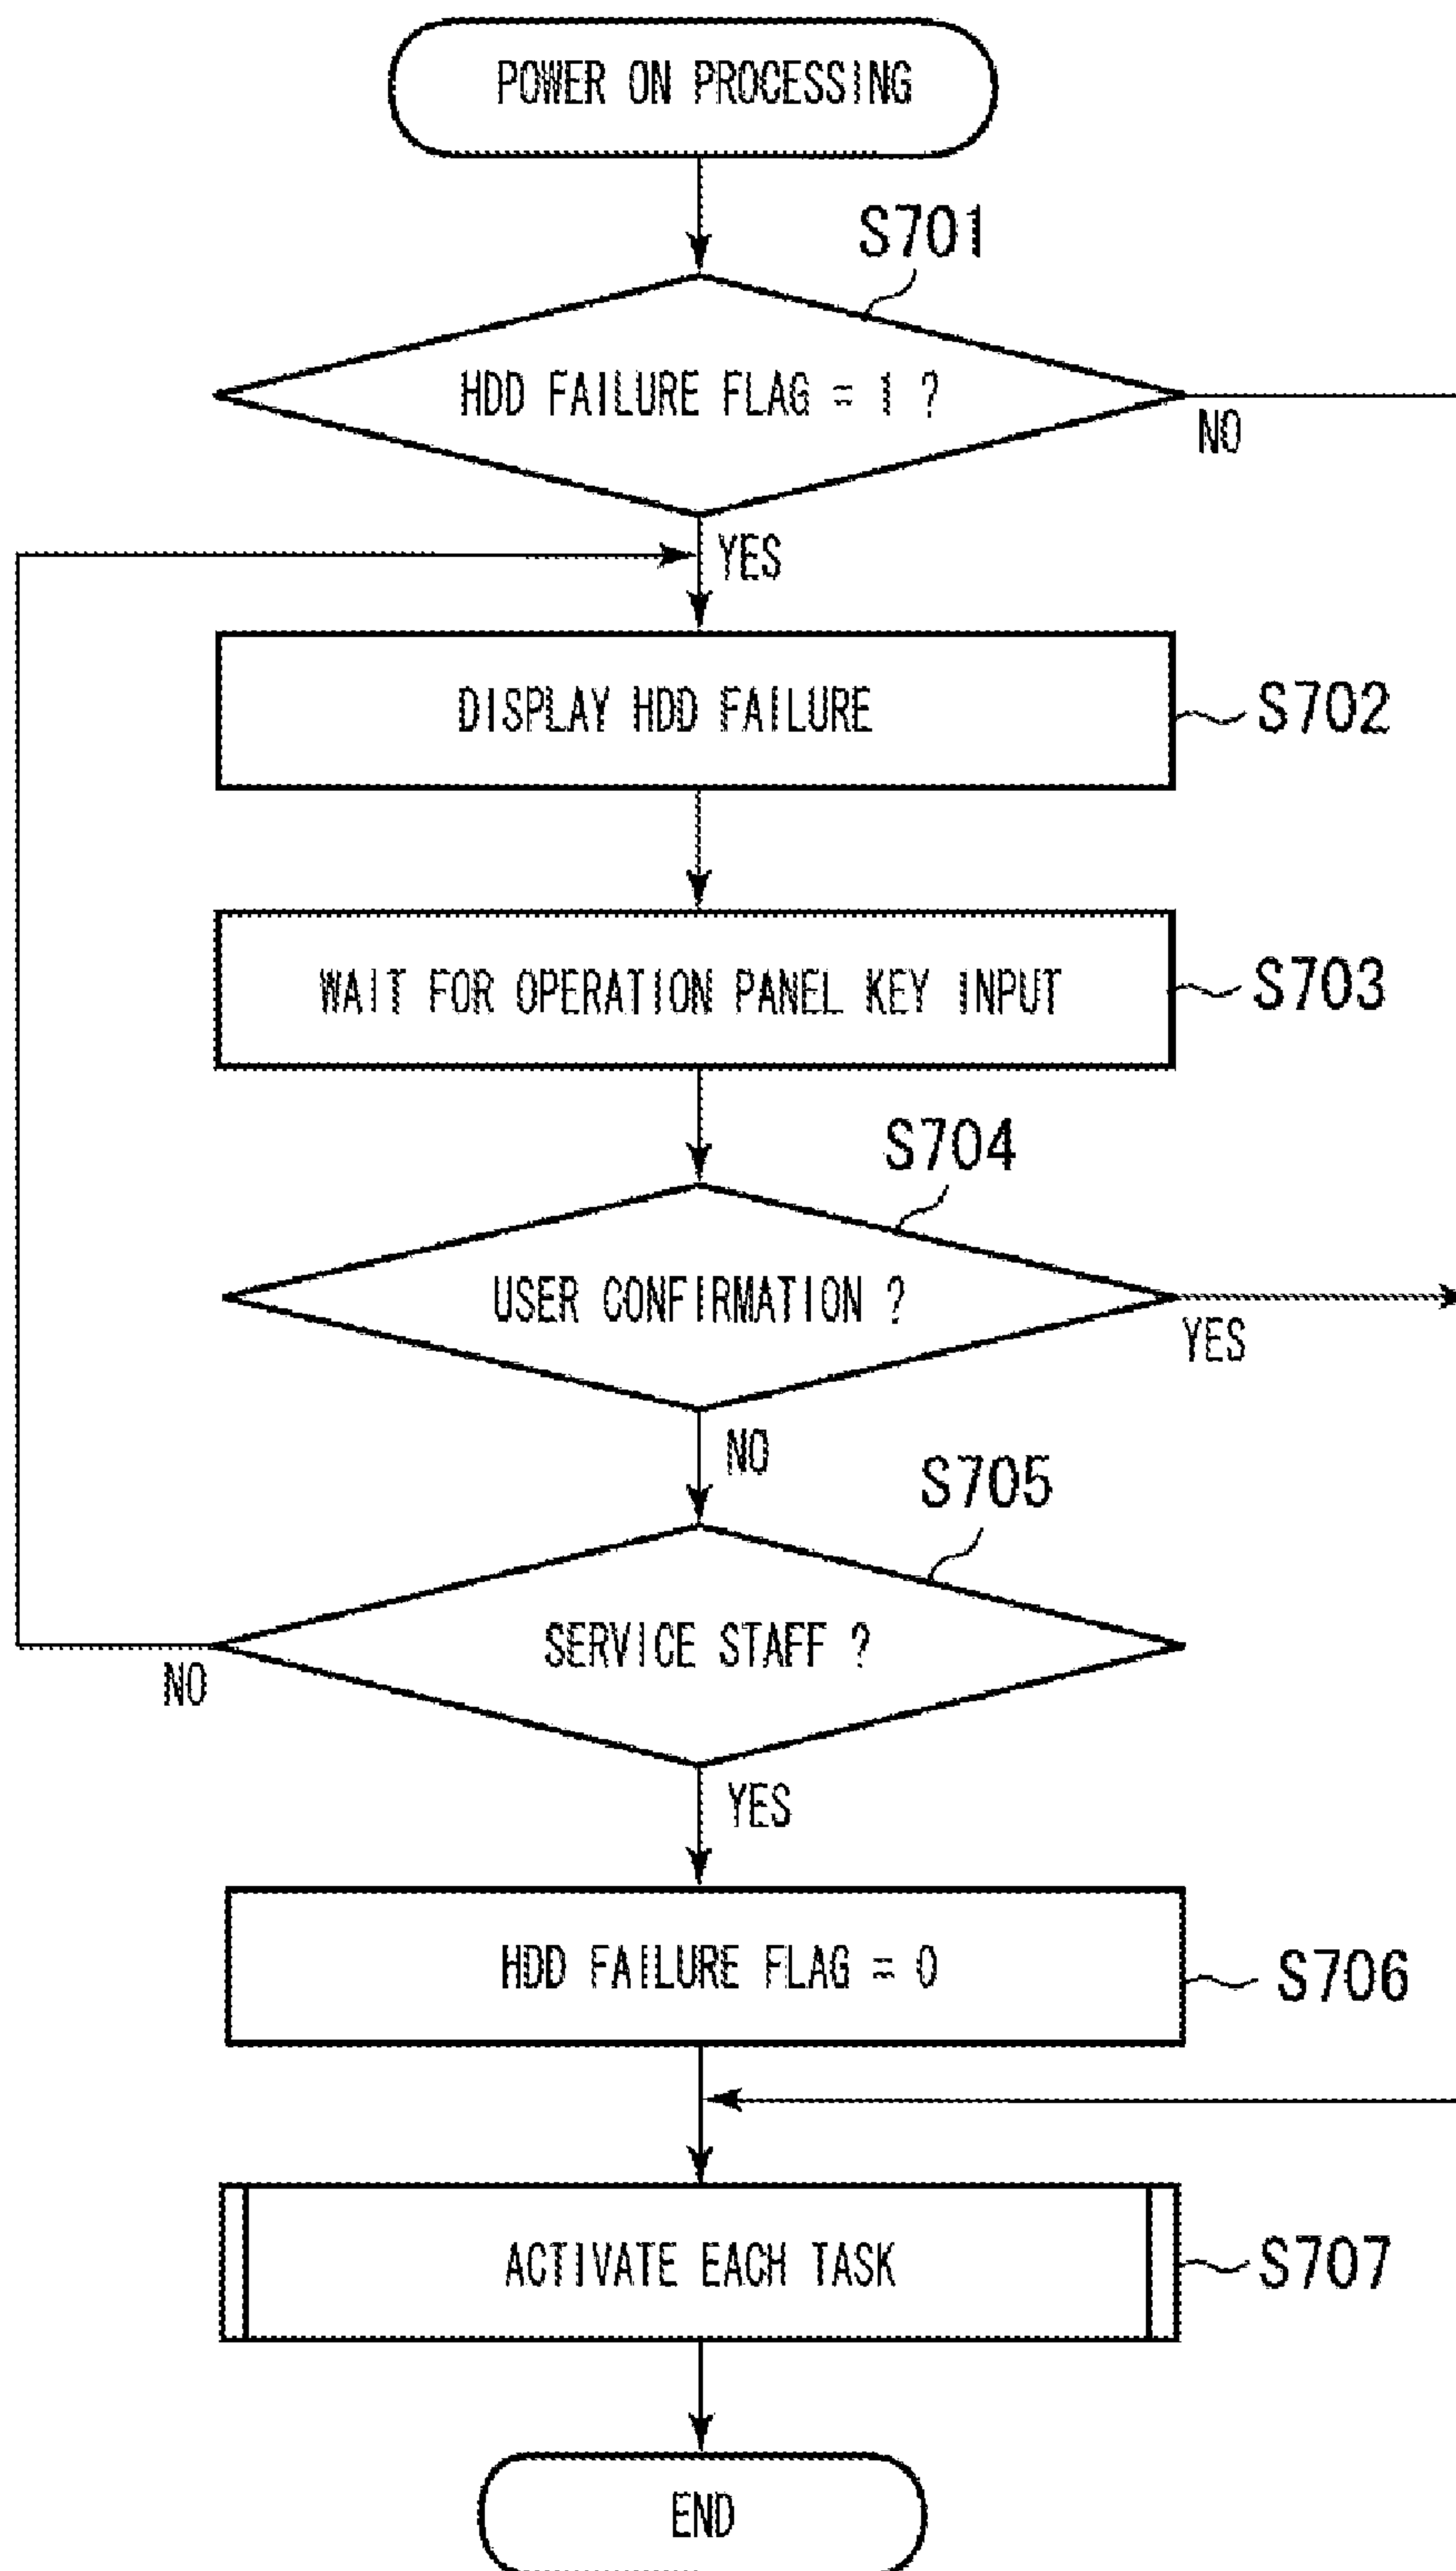 POWER ON PROCESSING
S701
HDD FAILURE FLAG = 1 ?
NO
YES
DISPLAY HDD FAILURE
S702
WAIT FOR OPERATION PANEL KEY INPUT
S703
S704
USER CONFIRMATION ?
YES
NO
S705
SERVICE STAFF ?
NO
YES
HDD FAILURE FLAG = 0
S706
ACTIVATE EACH TASK
S707
END